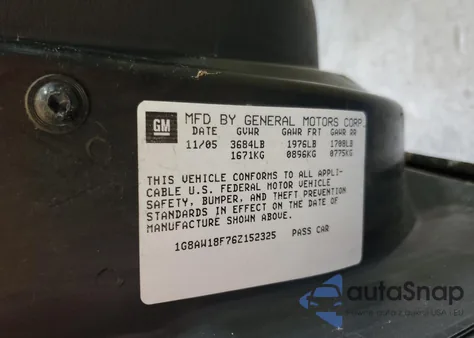 GM
MFD BY GENERAL MOTORS CORP.
DATE GVWR GAWR FRT GAWR RR
11/05 3684LB 1976LB 1708LB
1671KG 0896KG 0775KG
THIS VEHICLE CONFORMS TO ALL APPLI-
CABLE U.S. FEDERAL MOTOR VEHICLE
SAFETY, BUMPER, AND THEFT PREVENTION
STANDARDS IN EFFECT ON THE DATE OF
MANUFACTURE SHOWN ABOVE.
1G8AW18F76Z152325 PASS CAR
autoSnap